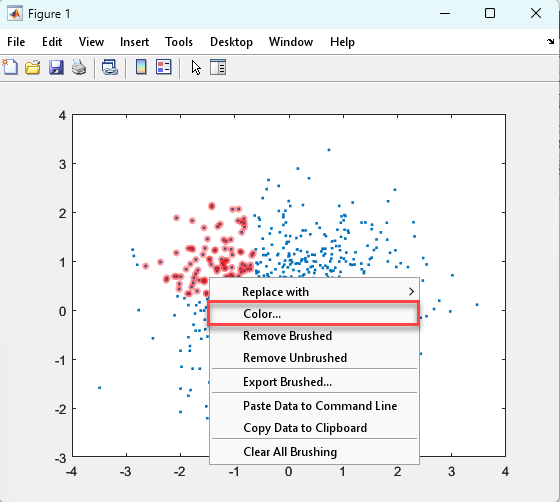 Figure 1
File Edit View Insert Tools Desktop Window Help
4
3
2
1
0
-1
-2
-3
Replace with
Color...
Remove Brushed
Remove Unbrushed
Export Brushed...
Paste Data to Command Line
Copy Data to Clipboard
Clear All Brushing
-4 -2 -1 0 1 2 3 4